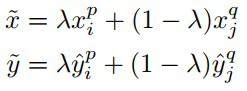 x̃ = λx_i^p + (1 − λ)x_j^q
ỹ = λŷ_i^p + (1 − λ)ŷ_j^q